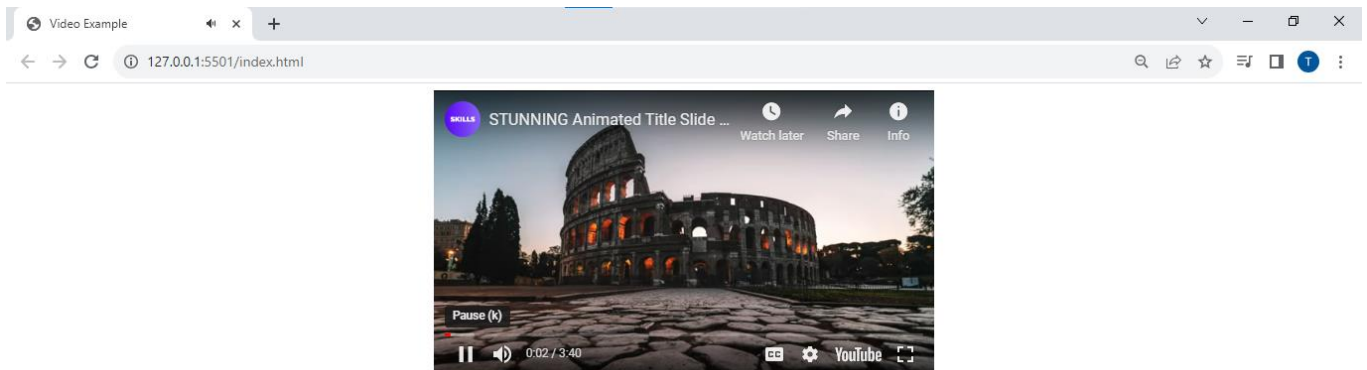 Video Example
127.0.0.1:5501/index.html
T
SKILLS
STUNNING Animated Title Slide ...
Watch later Share Info
Pause (k)
0:02 / 3:40 CC YouTube